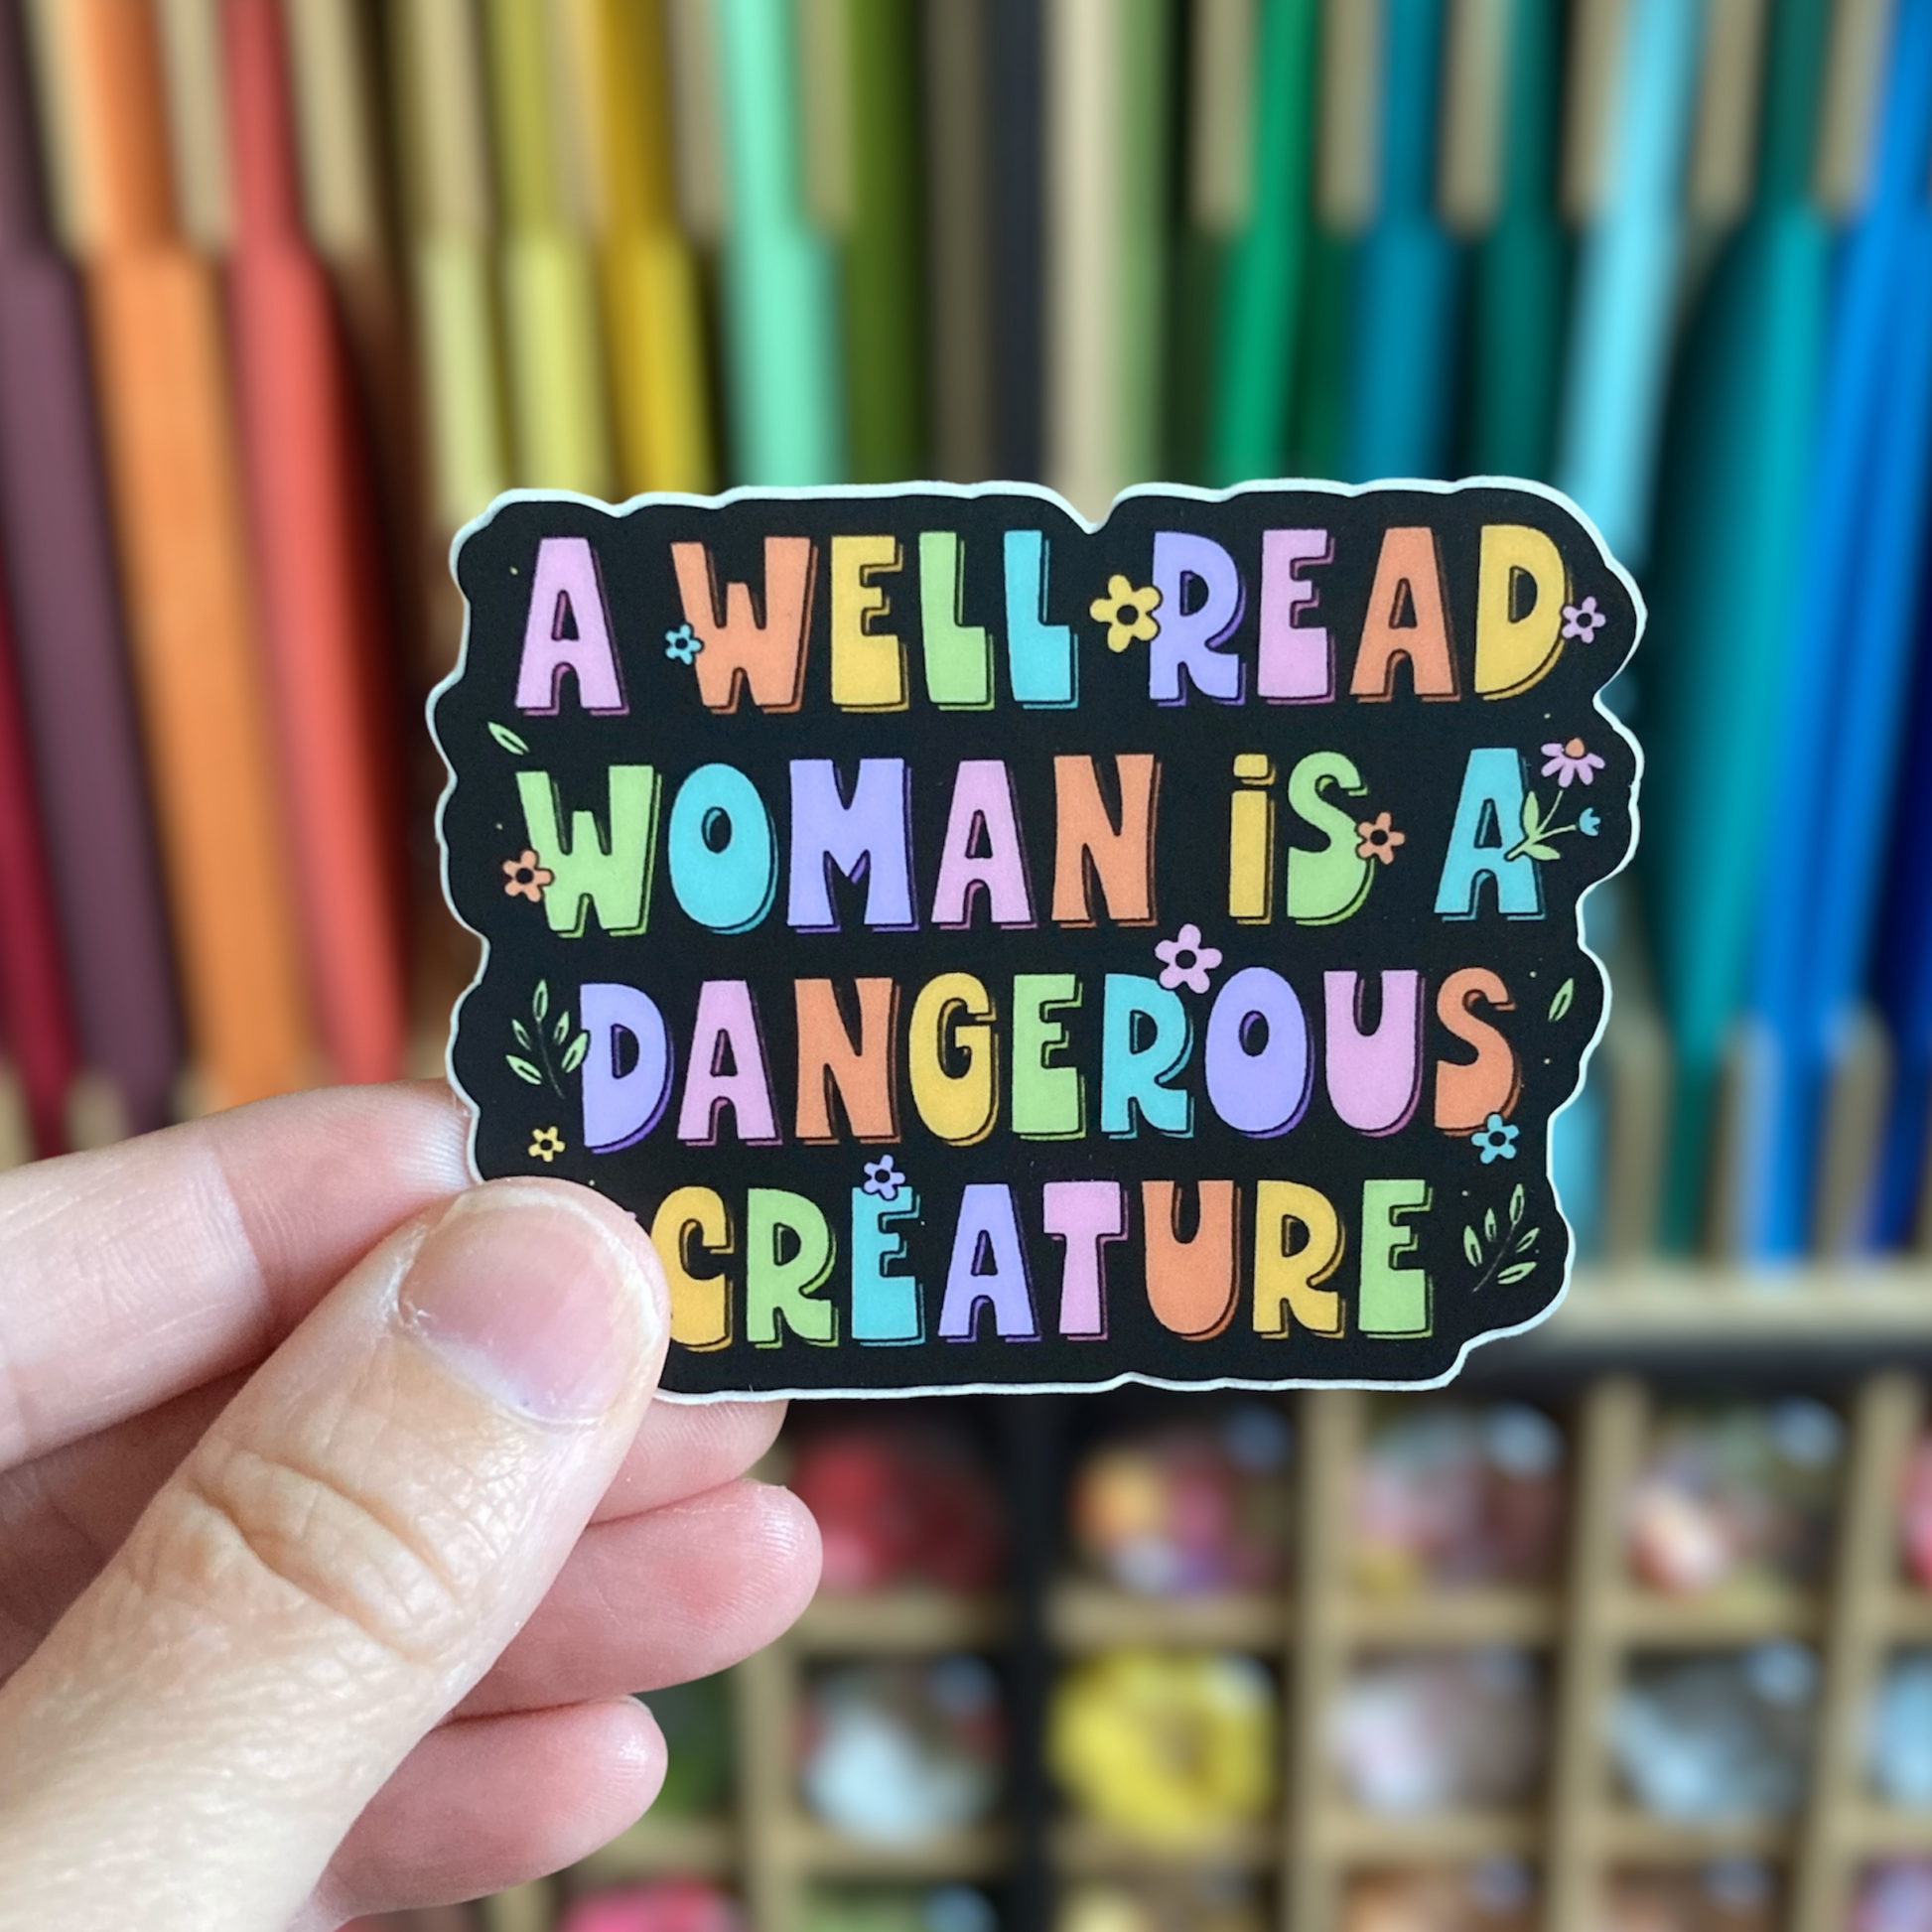 A WELL READ
WOMAN iS A
DANGEROUS
CREATURE